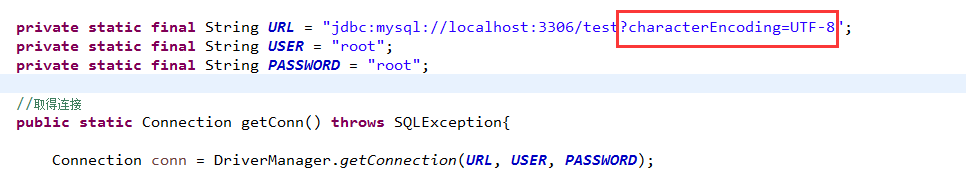 private static final String URL = "jdbc:mysql://localhost:3306/test?characterEncoding=UTF-8";
private static final String USER = "root";
private static final String PASSWORD = "root";
//取得连接
public static Connection getConn() throws SQLException{
Connection conn = DriverManager.getConnection(URL, USER, PASSWORD);